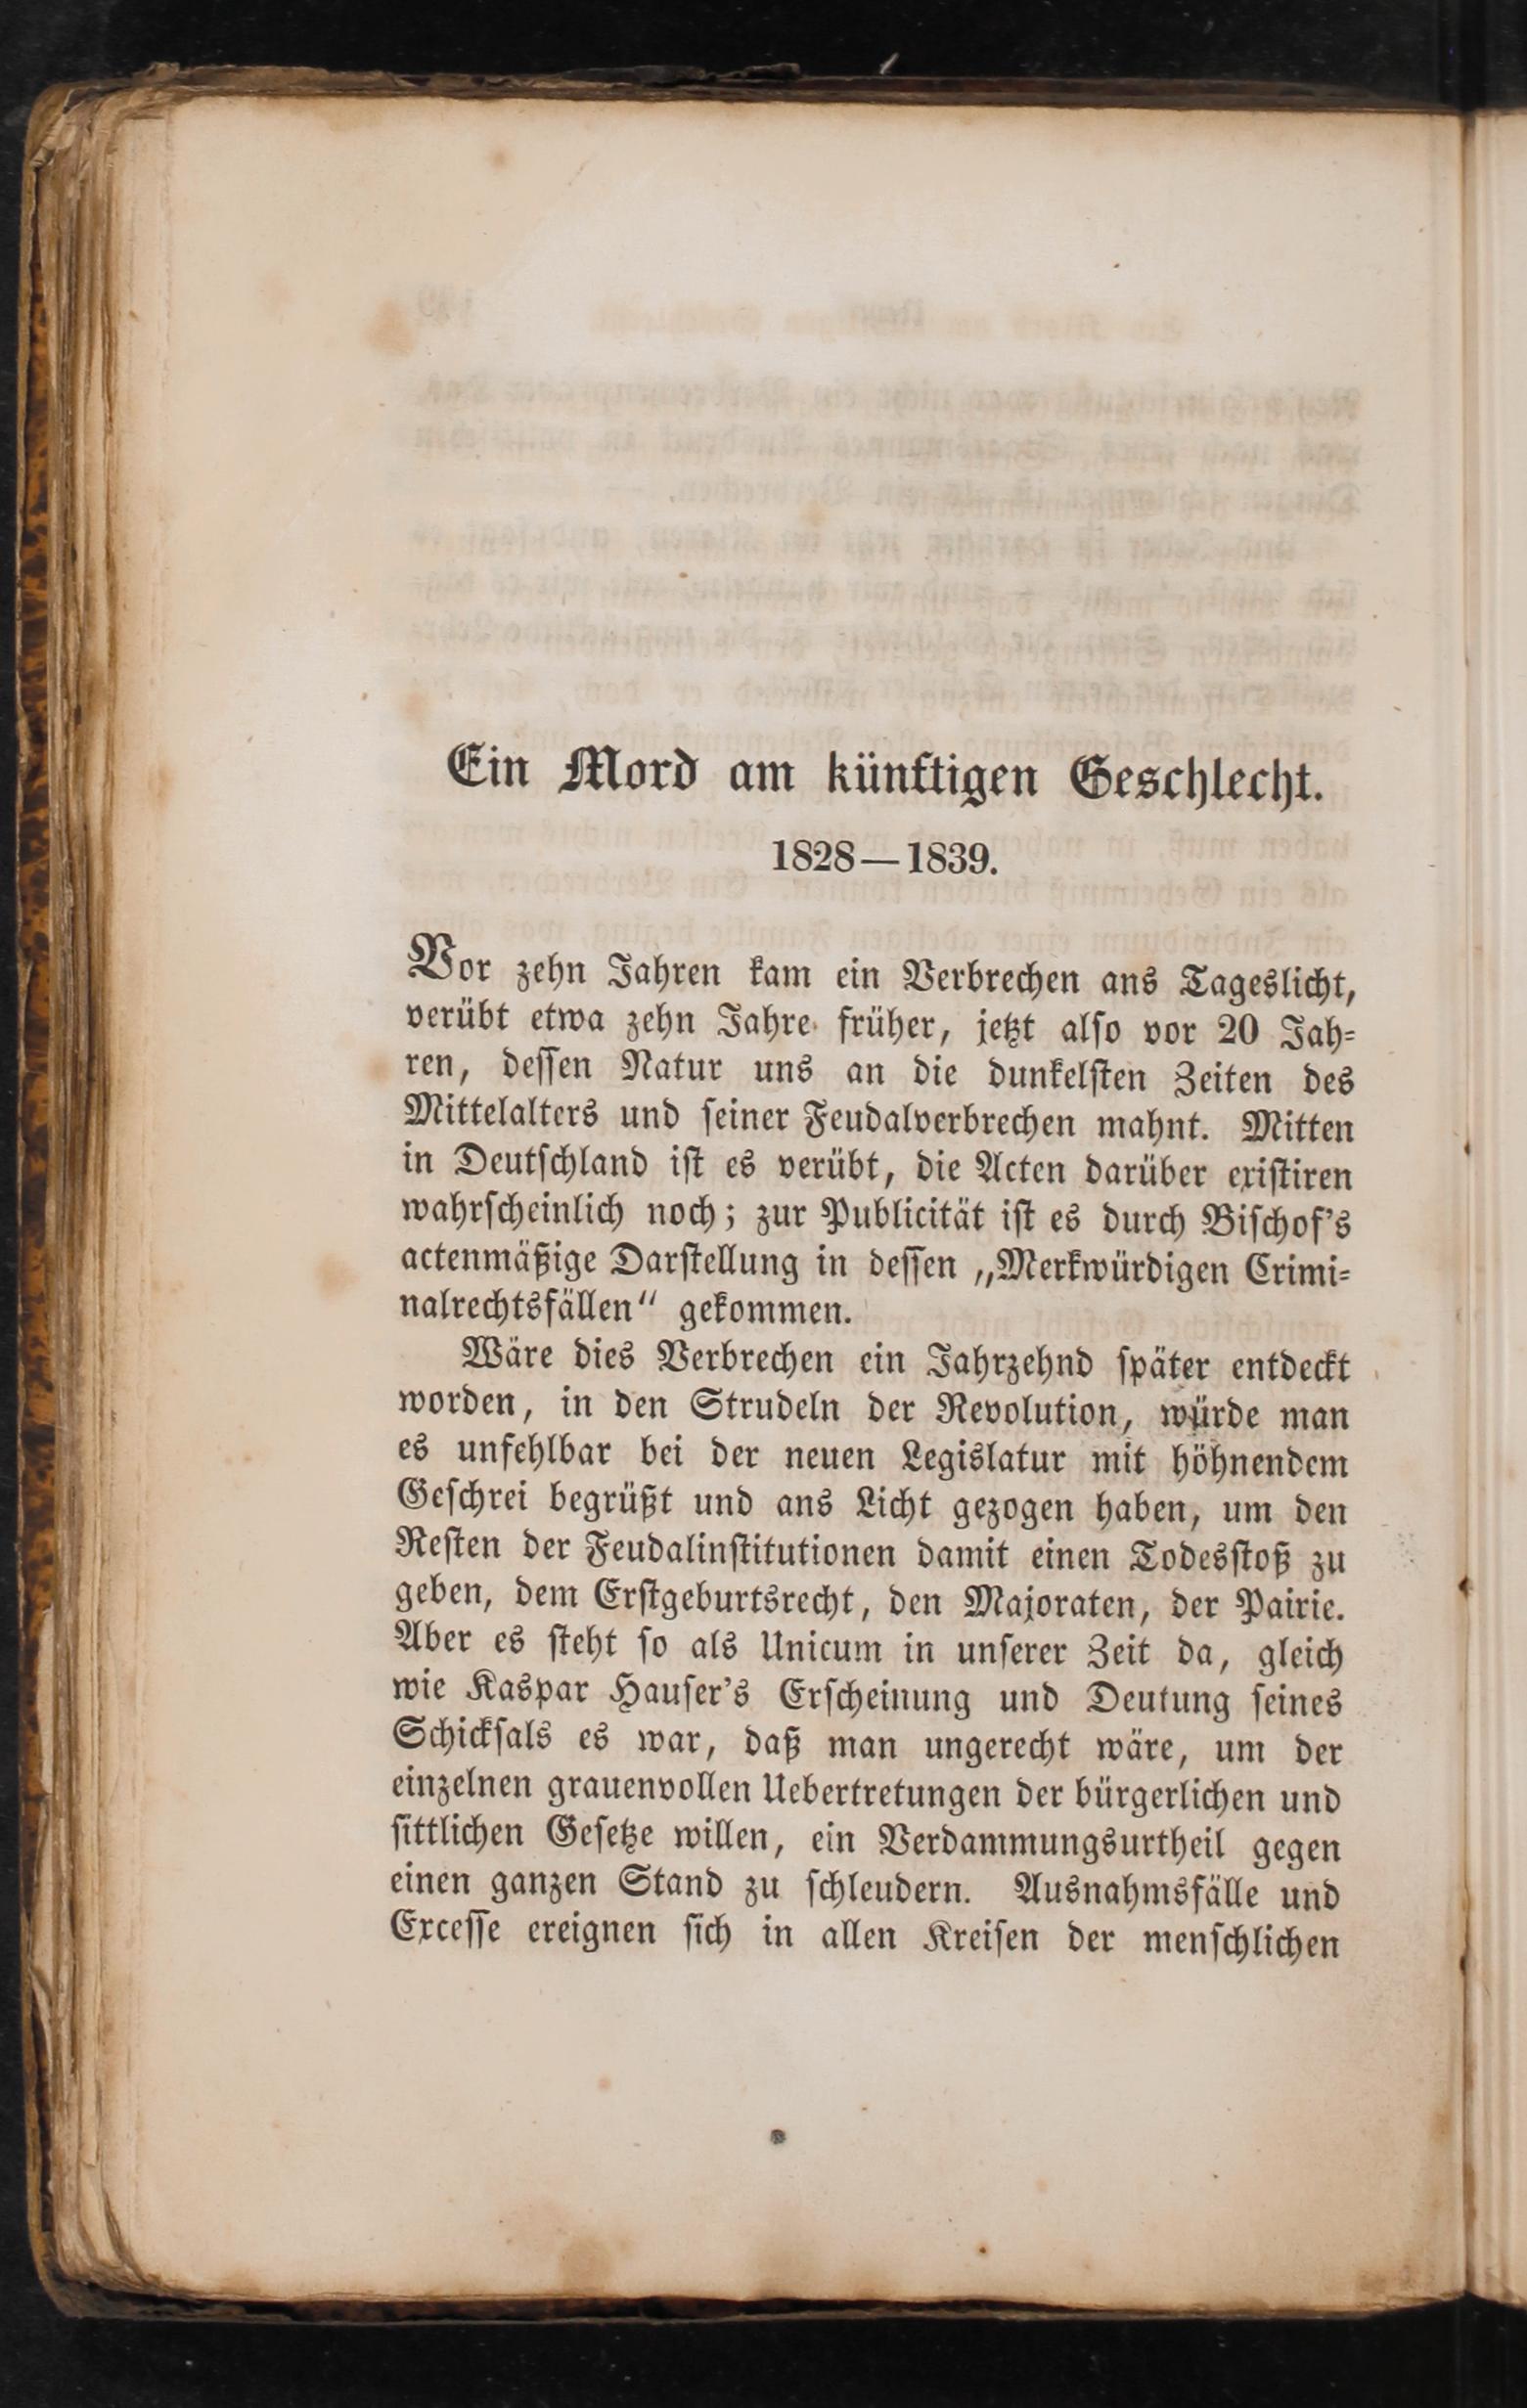 Ein Mord am künftigen Geschlecht.
1828—1839.
Vor zehn Jahren kam ein Verbrechen ans Tageslicht,
verübt etwa zehn Jahre früher, jetzt also vor 20 Jah-
ren, dessen Natur uns an die dunkelsten Zeiten des
Mittelalters und seiner Feudalverbrechen mahnt. Mitten
in Deutschland ist es verübt, die Acten darüber existiren
wahrscheinlich noch; zur Publicität ist es durch Bischof's
actenmäßige Darstellung in dessen „Merkwürdigen Crimi-
nalrechtsfällen“ gekommen.
Wäre dies Verbrechen ein Jahrzehnd später entdeckt
worden, in den Strudeln der Revolution, würde man
es unfehlbar bei der neuen Legislatur mit höhnendem
Geschrei begrüßt und ans Licht gezogen haben, um den
Resten der Feudalinstitutionen damit einen Todesstoß zu
geben, dem Erstgeburtsrecht, den Majoraten, der Pairie.
Aber es steht so als Unicum in unserer Zeit da, gleich
wie Kaspar Hauser's Erscheinung und Deutung seines
Schicksals es war, daß man ungerecht wäre, um der
einzelnen grauenvollen Uebertretungen der bürgerlichen und
sittlichen Gesetze willen, ein Verdammungsurtheil gegen
einen ganzen Stand zu schleudern. Ausnahmsfälle und
Excesse ereignen sich in allen Kreisen der menschlichen